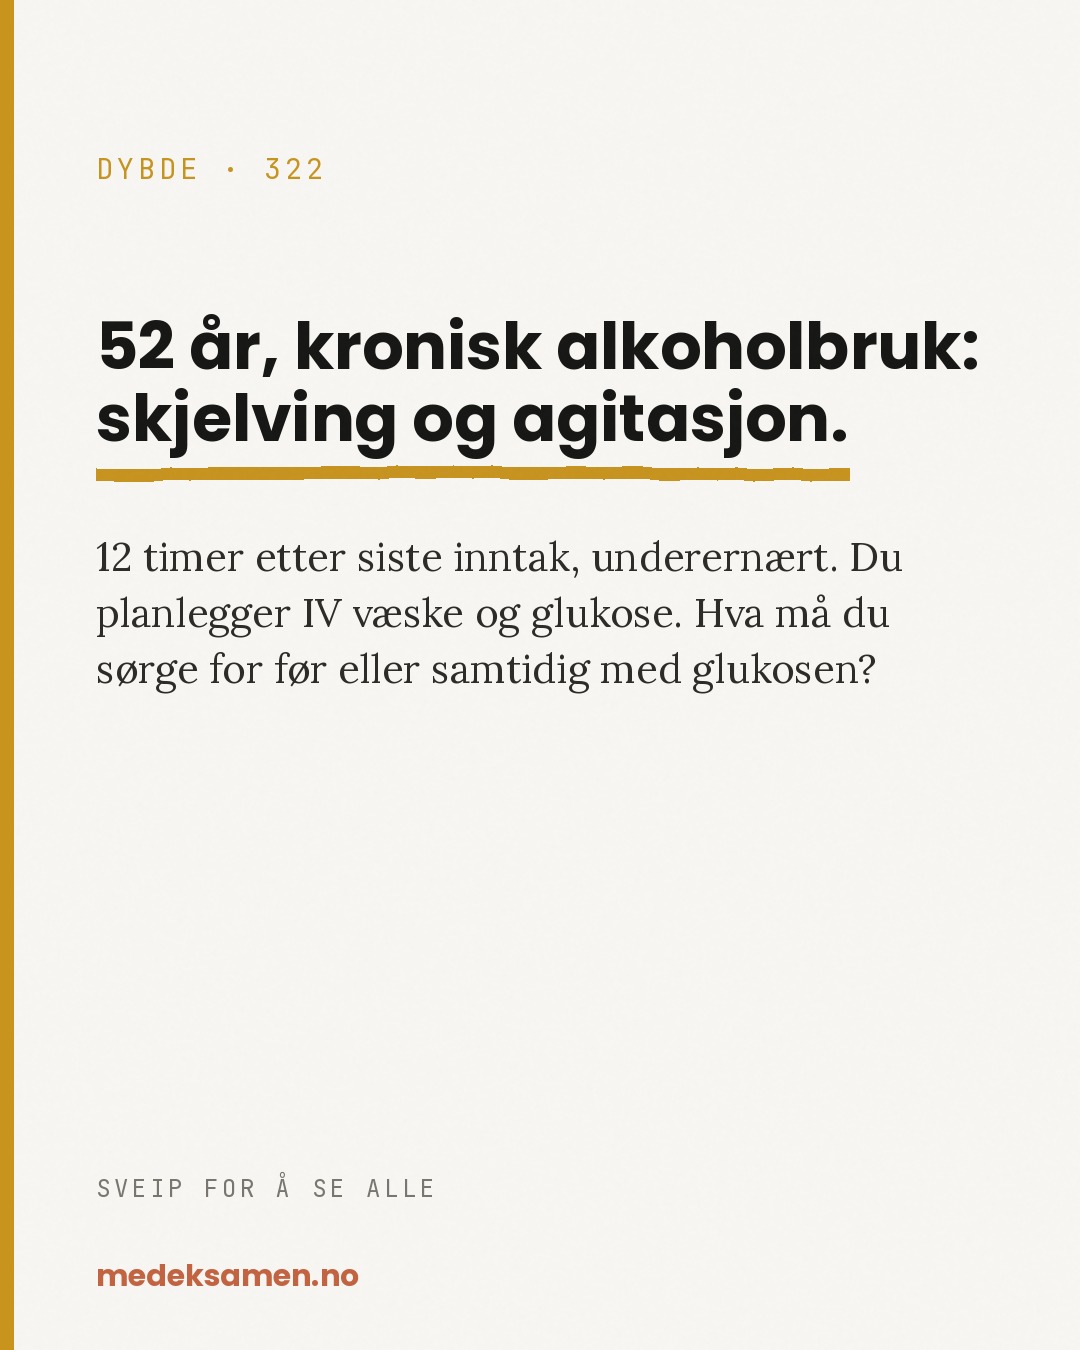 DYBDE · 322
52 år, kronisk alkoholbruk:
skjelving og agitasjon.
12 timer etter siste inntak, underernært. Du
planlegger IV væske og glukose. Hva må du
sørge for før eller samtidig med glukosen?
SVEIP FOR Å SE ALLE
medeksamen.no